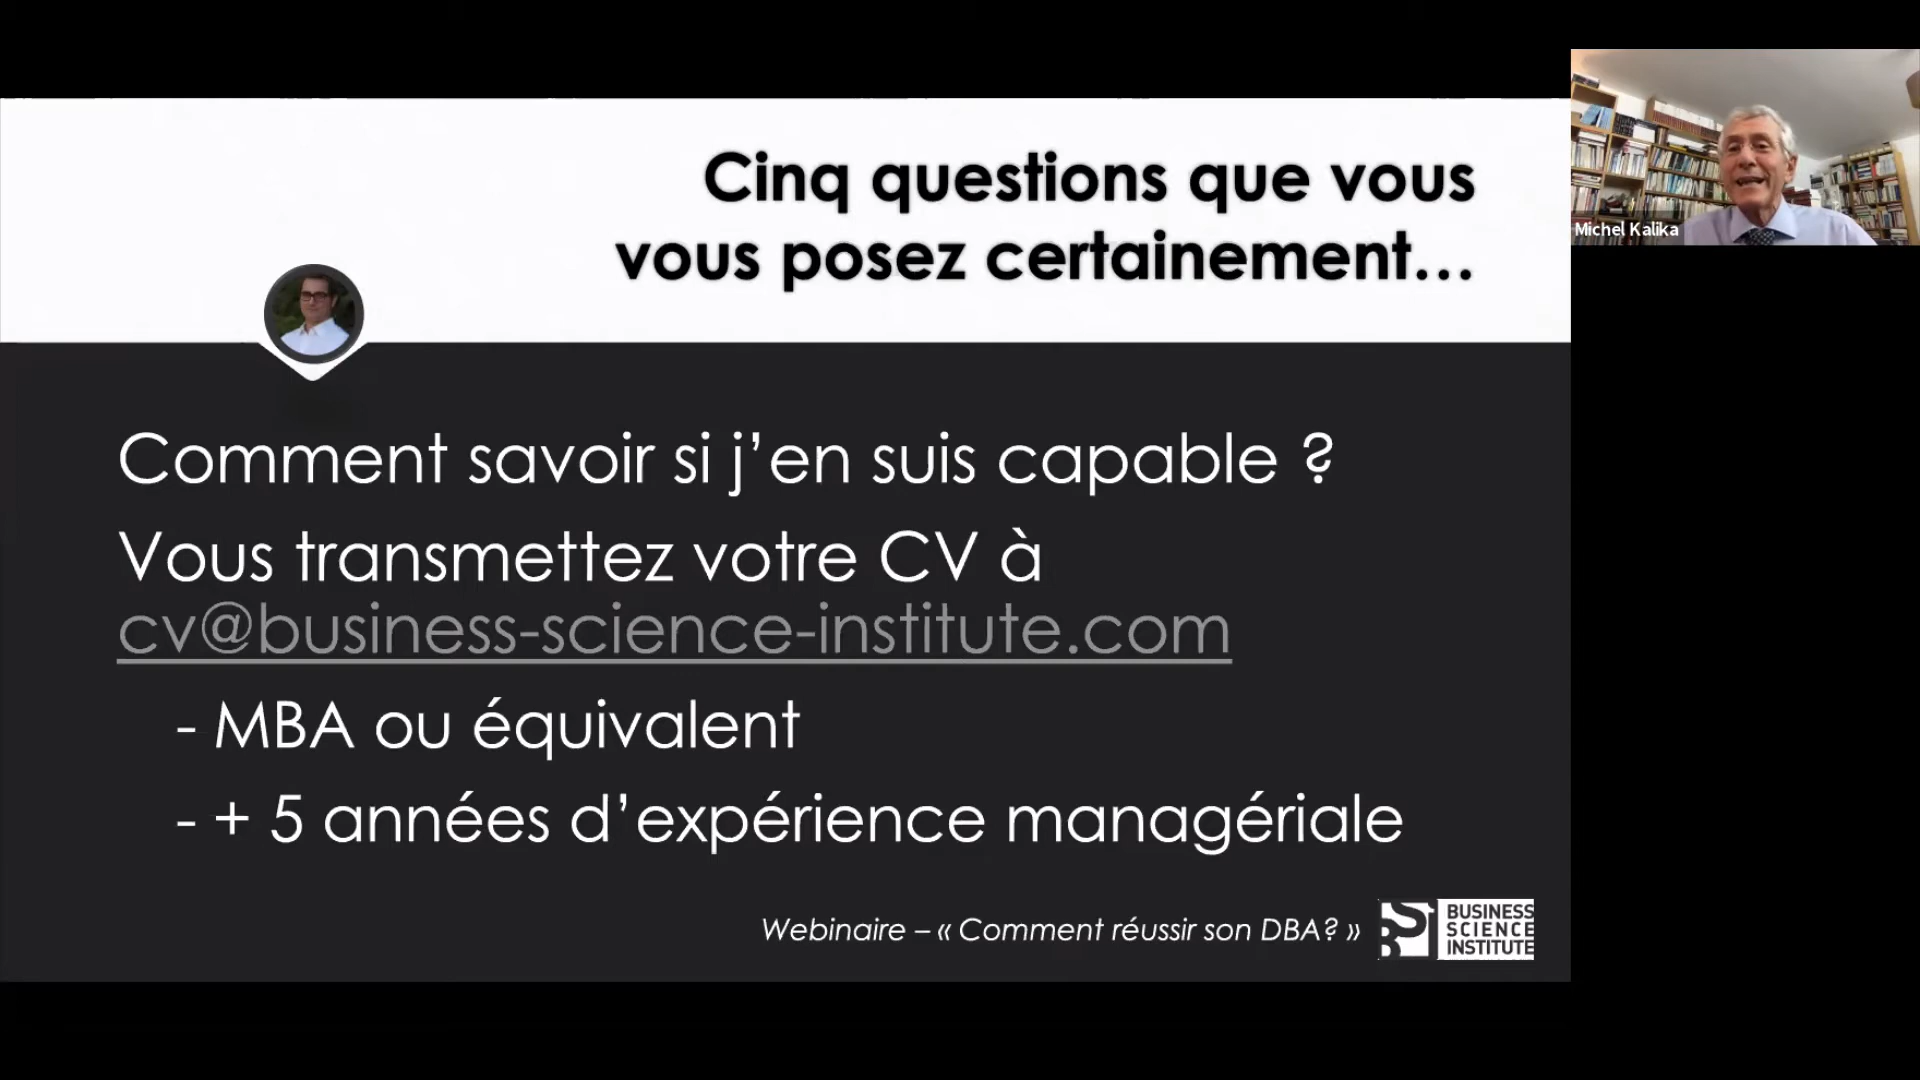 Cinq questions que vous
vous posez certainement…
Michel Kalika
Comment savoir si j’en suis capable ?
Vous transmettez votre CV à
cv@business-science-institute.com
- MBA ou équivalent
- + 5 années d’expérience managériale
Webinaire – « Comment réussir son DBA? »
BUSINESS
SCIENCE
INSTITUTE